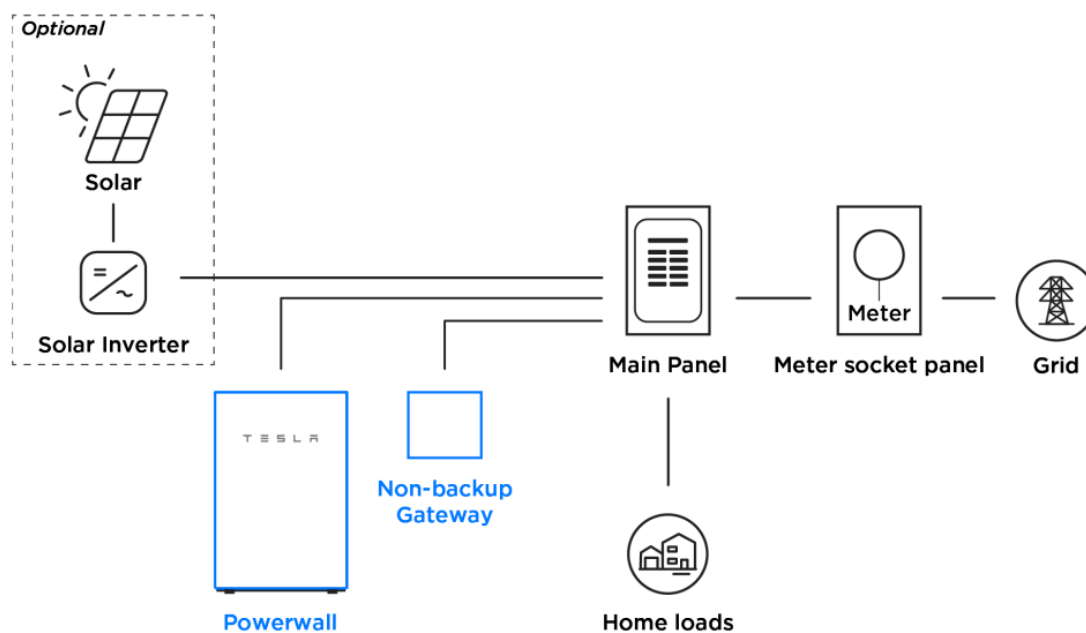 Optional
Solar
Solar Inverter
TESLA
Powerwall
Non-backup
Gateway
Main Panel
Home loads
Meter
Meter socket panel
Grid